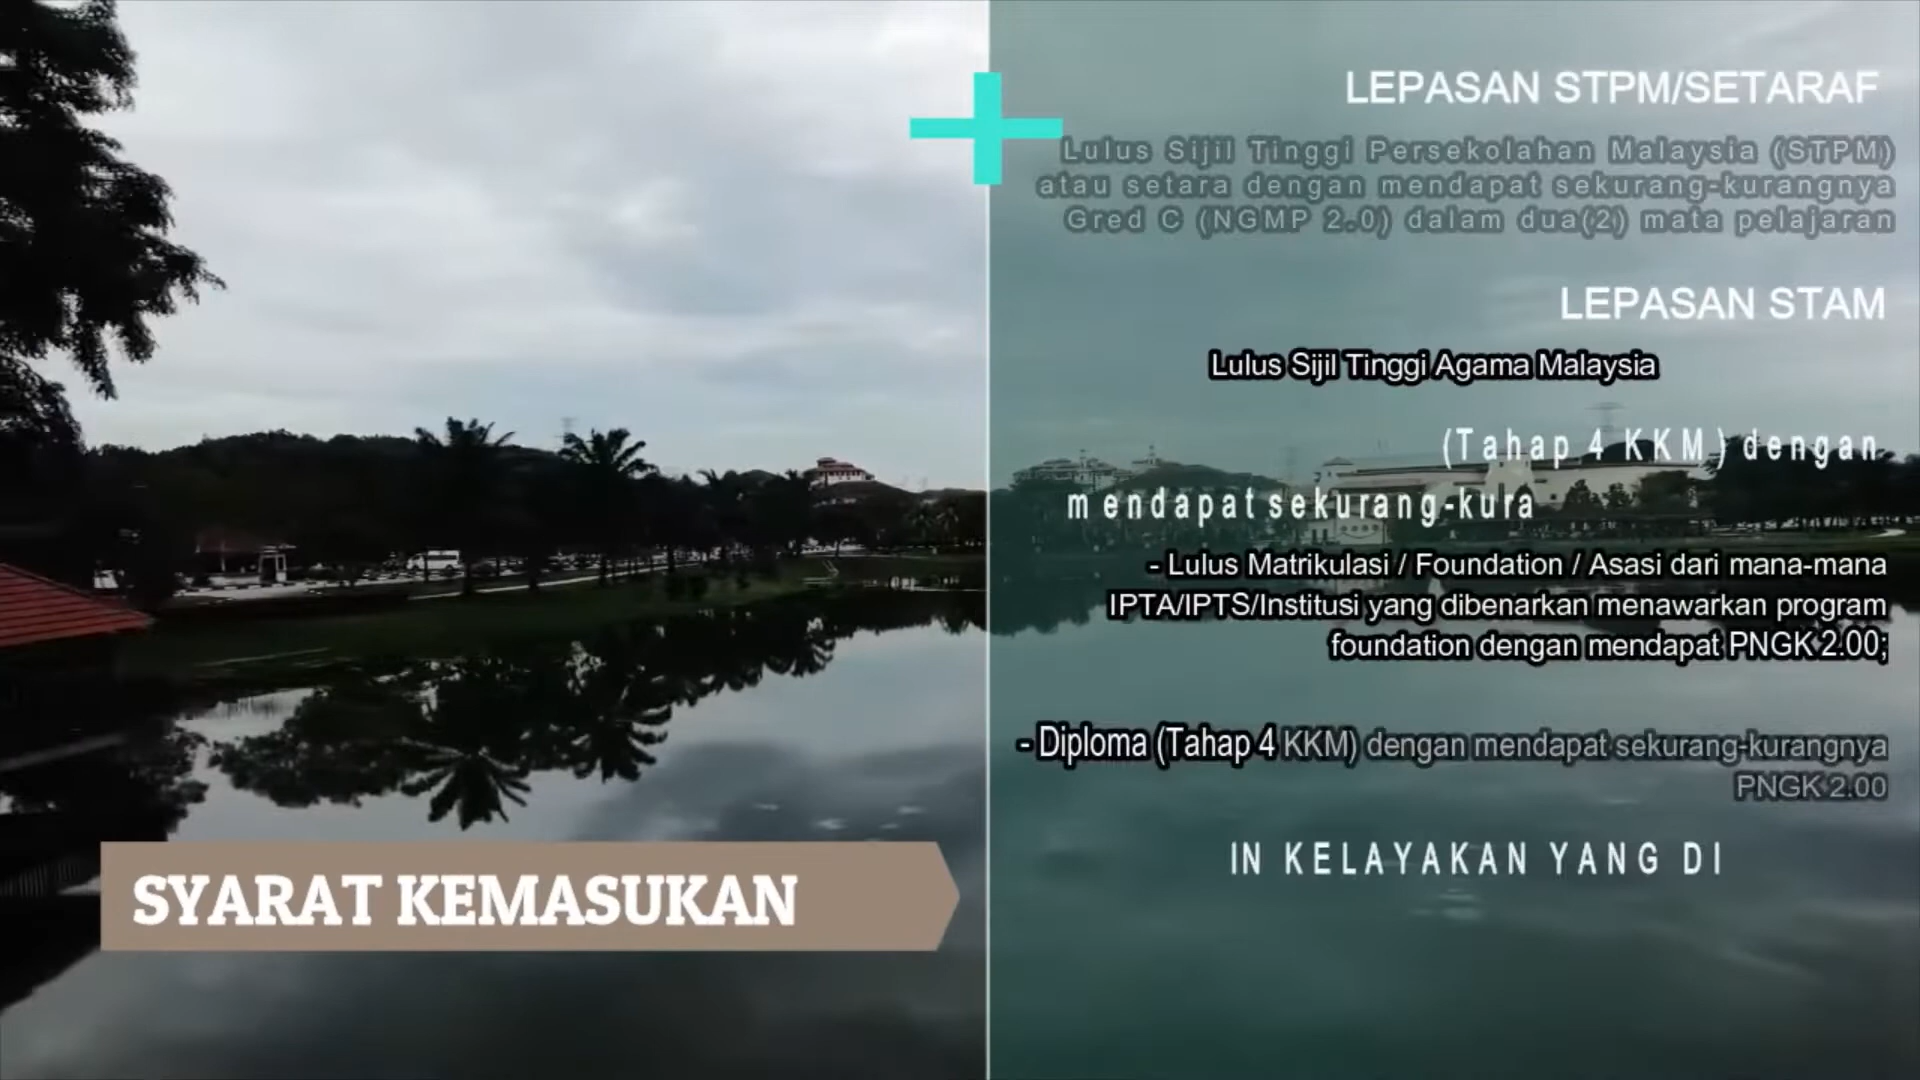 LEPASAN STPM/SETARAF
Lulus Sijil Tinggi Persekolahan Malaysia (STPM)
atau setara dengan mendapat sekurang-kurangnya
Gred C (NGMP 2.0) dalam dua(2) mata pelajaran
LEPASAN STAM
Lulus Sijil Tinggi Agama Malaysia
(Tahap 4 KKM) dengan
mendapat sekurang-kura
- Lulus Matrikulasi / Foundation / Asasi dari mana-mana
IPTA/IPTS/Institusi yang dibenarkan menawarkan program
foundation dengan mendapat PNGK 2.00;
- Diploma (Tahap 4 KKM) dengan mendapat sekurang-kurangnya
PNGK 2.00
IN KELAYAKAN YANG DI
SYARAT KEMASUKAN